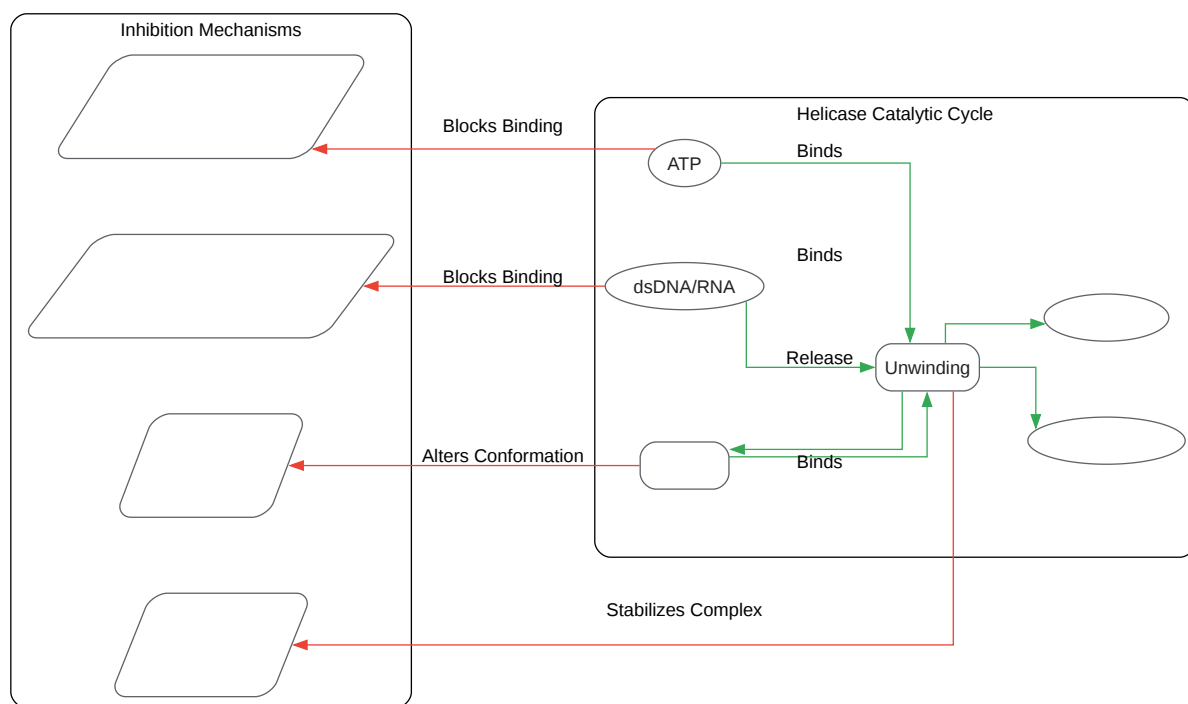 Inhibition Mechanisms
Helicase Catalytic Cycle
Blocks Binding
ATP
Binds
Binds
Blocks Binding
dsDNA/RNA
Release
Unwinding
Alters Conformation
Binds
Stabilizes Complex